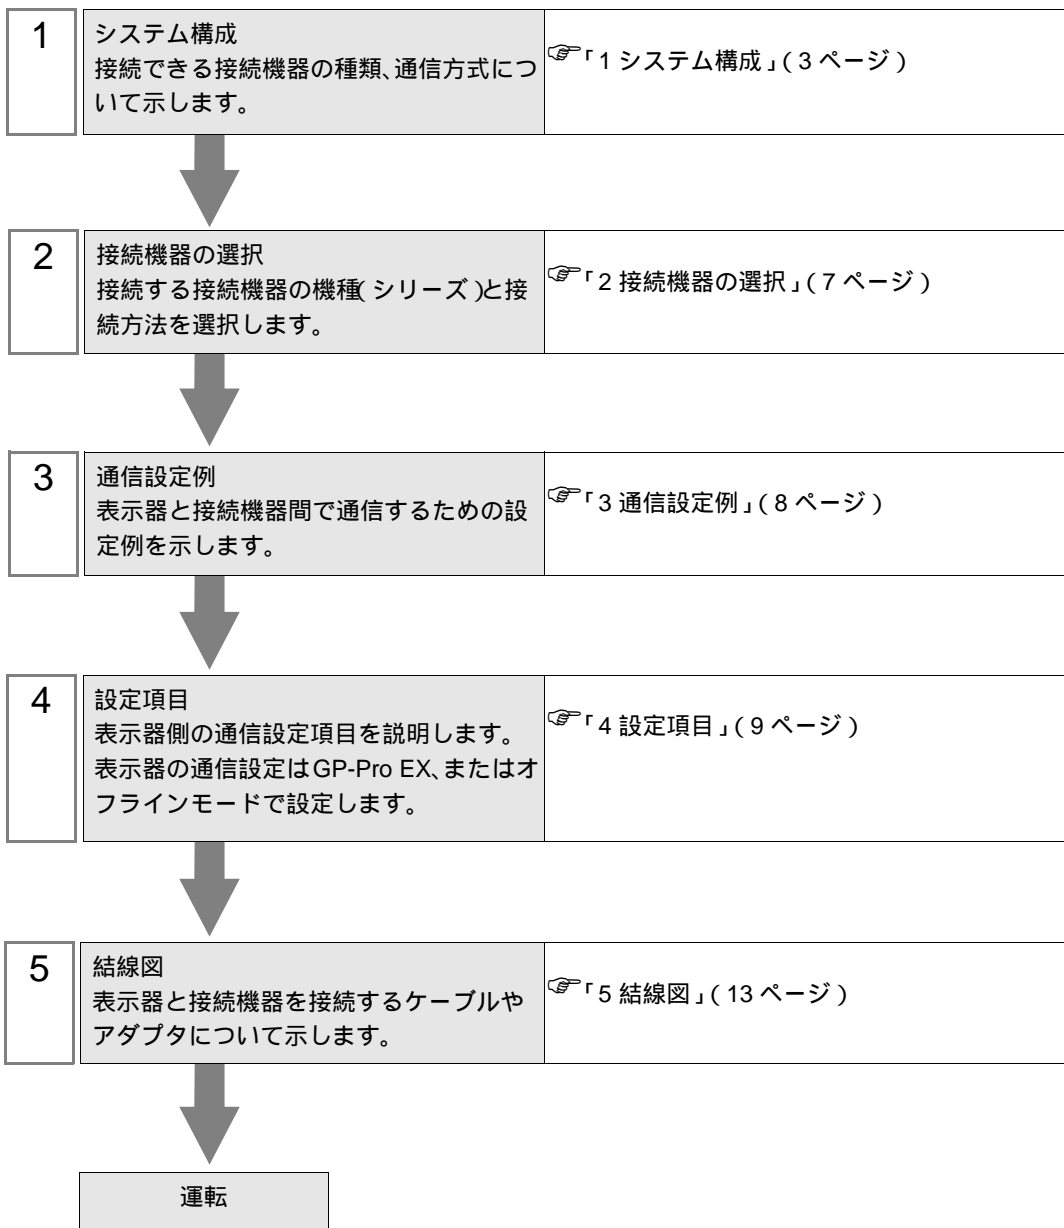 1
システム構成
接続できる接続機器の種類、通信方式につ
いて示します。
☞「1 システム構成」( 3 ページ )
2
接続機器の選択
接続する接続機器の機種( シリーズ )と接
続方法を選択します。
☞「2 接続機器の選択」( 7 ページ )
3
通信設定例
表示器と接続機器間で通信するための設
定例を示します。
☞「3 通信設定例」( 8 ページ )
4
設定項目
表示器側の通信設定項目を説明します。
表示器の通信設定はGP-Pro EX、またはオ
フラインモードで設定します。
☞「4 設定項目」( 9 ページ )
5
結線図
表示器と接続機器を接続するケーブルや
アダプタについて示します。
☞「5 結線図」( 13 ページ )
運転